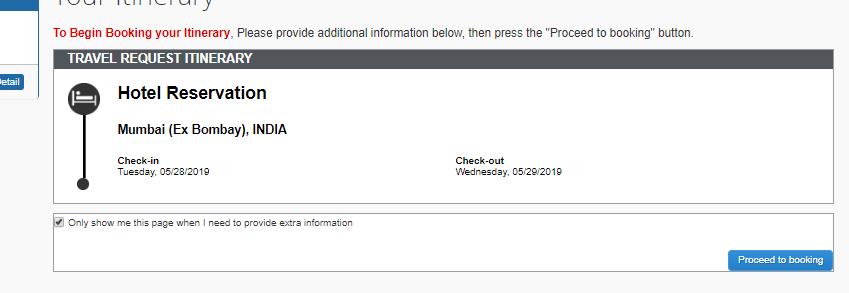 Your Itinerary
To Begin Booking your Itinerary, Please provide additional information below, then press the "Proceed to booking" button.
TRAVEL REQUEST ITINERARY
etail
Hotel Reservation
Mumbai (Ex Bombay), INDIA
Check-in
Tuesday, 05/28/2019
Check-out
Wednesday, 05/29/2019
Only show me this page when I need to provide extra information
Proceed to booking